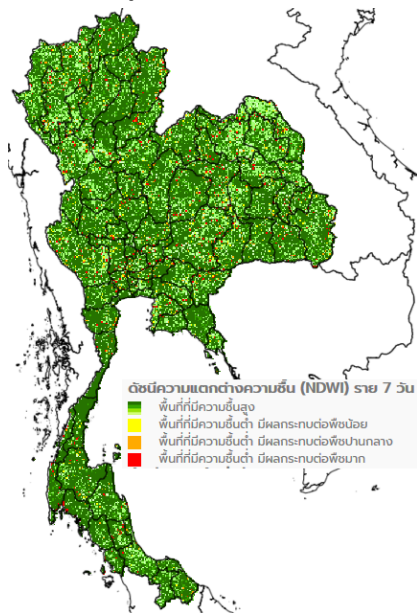 ดัชนีความแตกต่างความชื้น (NDWI) ราย 7 วัน
พื้นที่ที่มีความชื้นสูง
พื้นที่ที่มีความชื้นต่ำ มีผลกระทบต่อพืชน้อย
พื้นที่ที่มีความชื้นต่ำ มีผลกระทบต่อพืชปานกลาง
พื้นที่ที่มีความชื้นต่ำ มีผลกระทบต่อพืชมาก